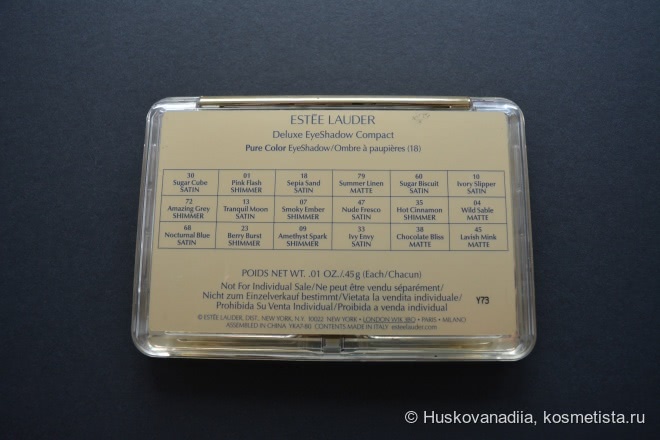 ESTĒE LAUDER
Deluxe EyeShadow Compact
Pure Color EyeShadow/Ombre à paupières (18)
30 01 18 79 60 10
Sugar Cube Pink Flash Sepia Sand Summer Linen Sugar Biscuit Ivory Slipper
SATIN SHIMMER SATIN MATTE SATIN SATIN
72 13 07 47 35 04
Amazing Grey Tranquil Moon Smoky Ember Nude Fresco Hot Cinnamon Wild Sable
SHIMMER SATIN SHIMMER SATIN SHIMMER MATTE
68 23 09 33 38 45
Nocturnal Blue Berry Burst Amethyst Spark Ivy Envy Chocolate Bliss Lavish Mink
SATIN SHIMMER SHIMMER SATIN MATTE MATTE
POIDS NET WT. .01 OZ./.45g (Each/Chacun)
Not For Individual Sale/Ne peut être vendu séparément/
Nicht zum Einzelverkauf bestimmt/Vietata la vendita individuale/
Prohibida Su Venta Individual/Proibida a venda individual
Y73
©ESTĒE LAUDER, DIST., NEW YORK, N.Y. 10022 NEW YORK • LONDON W1K 3BQ • PARIS • MILANO
ASSEMBLED IN CHINA CONTENTS MADE IN ITALY esteelauder.com
© Huskovanadiia, kosmetista.ru